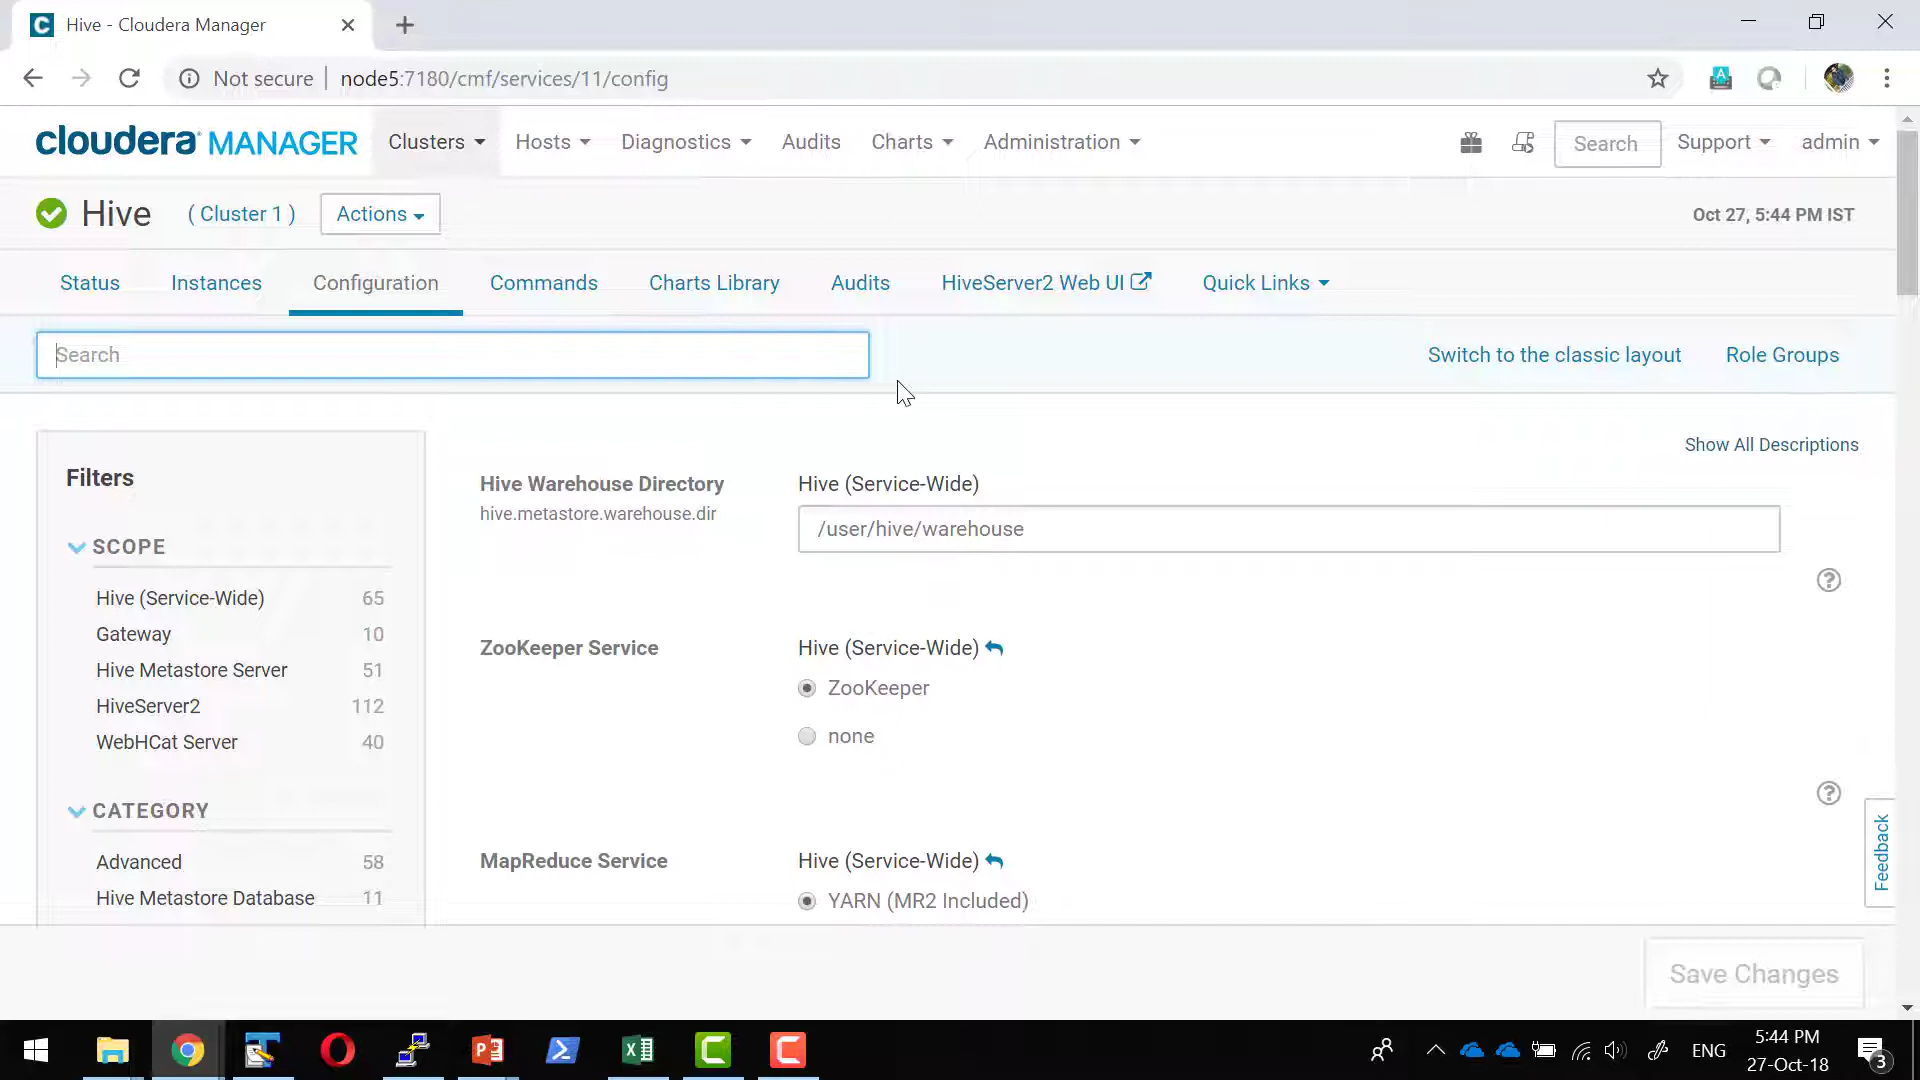 Hive - Cloudera Manager
Not secure | node5:7180/cmf/services/11/config
cloudera MANAGER Clusters Hosts Diagnostics Audits Charts Administration Search Support admin
Hive ( Cluster 1 ) Actions Oct 27, 5:44 PM IST
Status Instances Configuration Commands Charts Library Audits HiveServer2 Web UI Quick Links
Search Switch to the classic layout Role Groups
Show All Descriptions
Filters
SCOPE
Hive (Service-Wide) 65
Gateway 10
Hive Metastore Server 51
HiveServer2 112
WebHCat Server 40
CATEGORY
Advanced 58
Hive Metastore Database 11
Hive Warehouse Directory Hive (Service-Wide)
hive.metastore.warehouse.dir /user/hive/warehouse
ZooKeeper Service Hive (Service-Wide)
ZooKeeper
none
MapReduce Service Hive (Service-Wide)
YARN (MR2 Included)
Feedback
Save Changes
ENG 5:44 PM
27-Oct-18 3